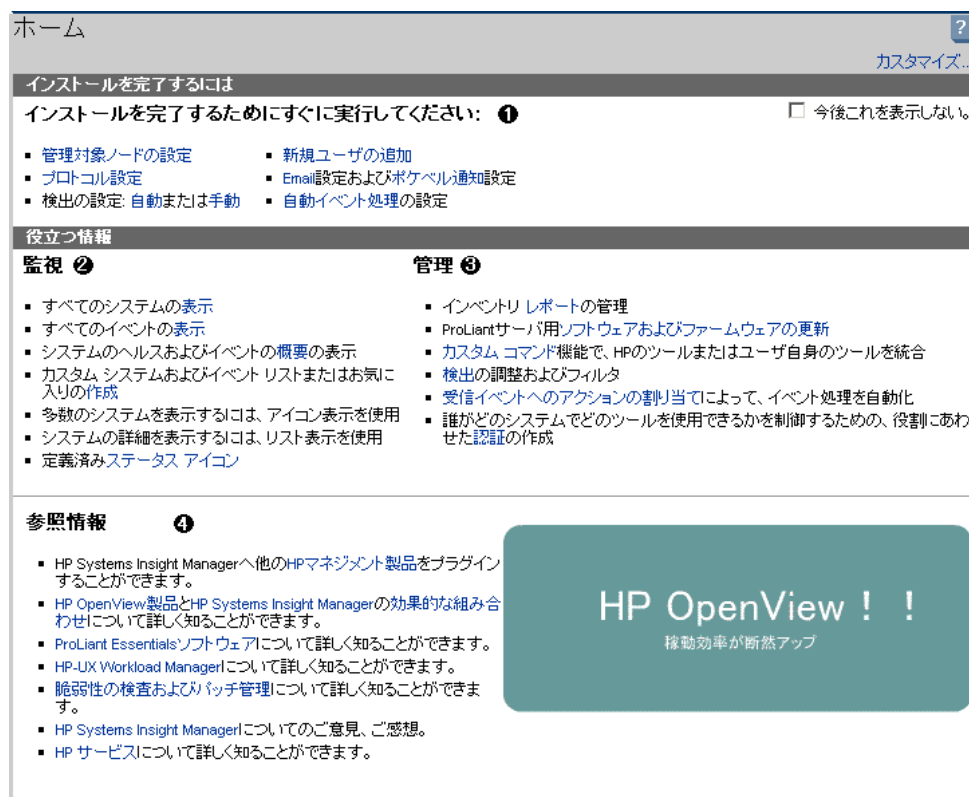 ホーム
?
カスタマイズ..
インストールを完了するには
インストールを完了するためにすぐに実行してください: ❶
今後これを表示しない。
▪ 管理対象ノードの設定
▪ プロトコル設定
▪ 検出の設定: 自動または手動
▪ 新規ユーザの追加
▪ Email設定およびポケベル通知設定
▪ 自動イベント処理の設定
役立つ情報
監視 ❷
▪ すべてのシステムの表示
▪ すべてのイベントの表示
▪ システムのヘルスおよびイベントの概要の表示
▪ カスタム システムおよびイベント リストまたはお気に
入りの作成
▪ 多数のシステムを表示するには、アイコン表示を使用
▪ システムの詳細を表示するには、リスト表示を使用
▪ 定義済みステータス アイコン
管理 ❸
▪ インベントリ レポートの管理
▪ ProLiantサーバ用ソフトウェアおよびファームウェアの更新
▪ カスタム コマンド機能で、HPのツールまたはユーザ自身のツールを統合
▪ 検出の調整およびフィルタ
▪ 受信イベントへのアクションの割り当てによって、イベント処理を自動化
▪ 誰がどのシステムでどのツールを使用できるかを制御するための、役割にあわ
せた認証の作成
参照情報 ❹
▪ HP Systems Insight Managerへ他のHPマネジメント製品をプラグイン
することができます。
▪ HP OpenView製品とHP Systems Insight Managerの効果的な組み合
わせについて詳しく知ることができます。
▪ ProLiant Essentialsソフトウェアについて詳しく知ることができます。
▪ HP-UX Workload Managerについて詳しく知ることができます。
▪ 脆弱性の検査およびパッチ管理について詳しく知ることができま
す。
▪ HP Systems Insight Managerについてのご意見、ご感想。
▪ HP サービスについて詳しく知ることができます。
HP OpenView！！
稼動効率が断然アップ